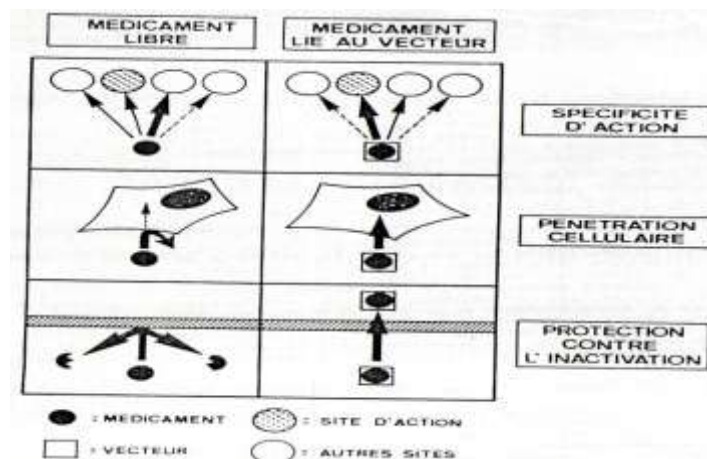 MEDICAMENT
LIBRE
MEDICAMENT
LIE AU VECTEUR
SPECIFICITE
D'ACTION
PENETRATION
CELLULAIRE
PROTECTION
CONTRE
L'INACTIVATION
: MEDICAMENT
: SITE D'ACTION
: VECTEUR
: AUTRES SITES